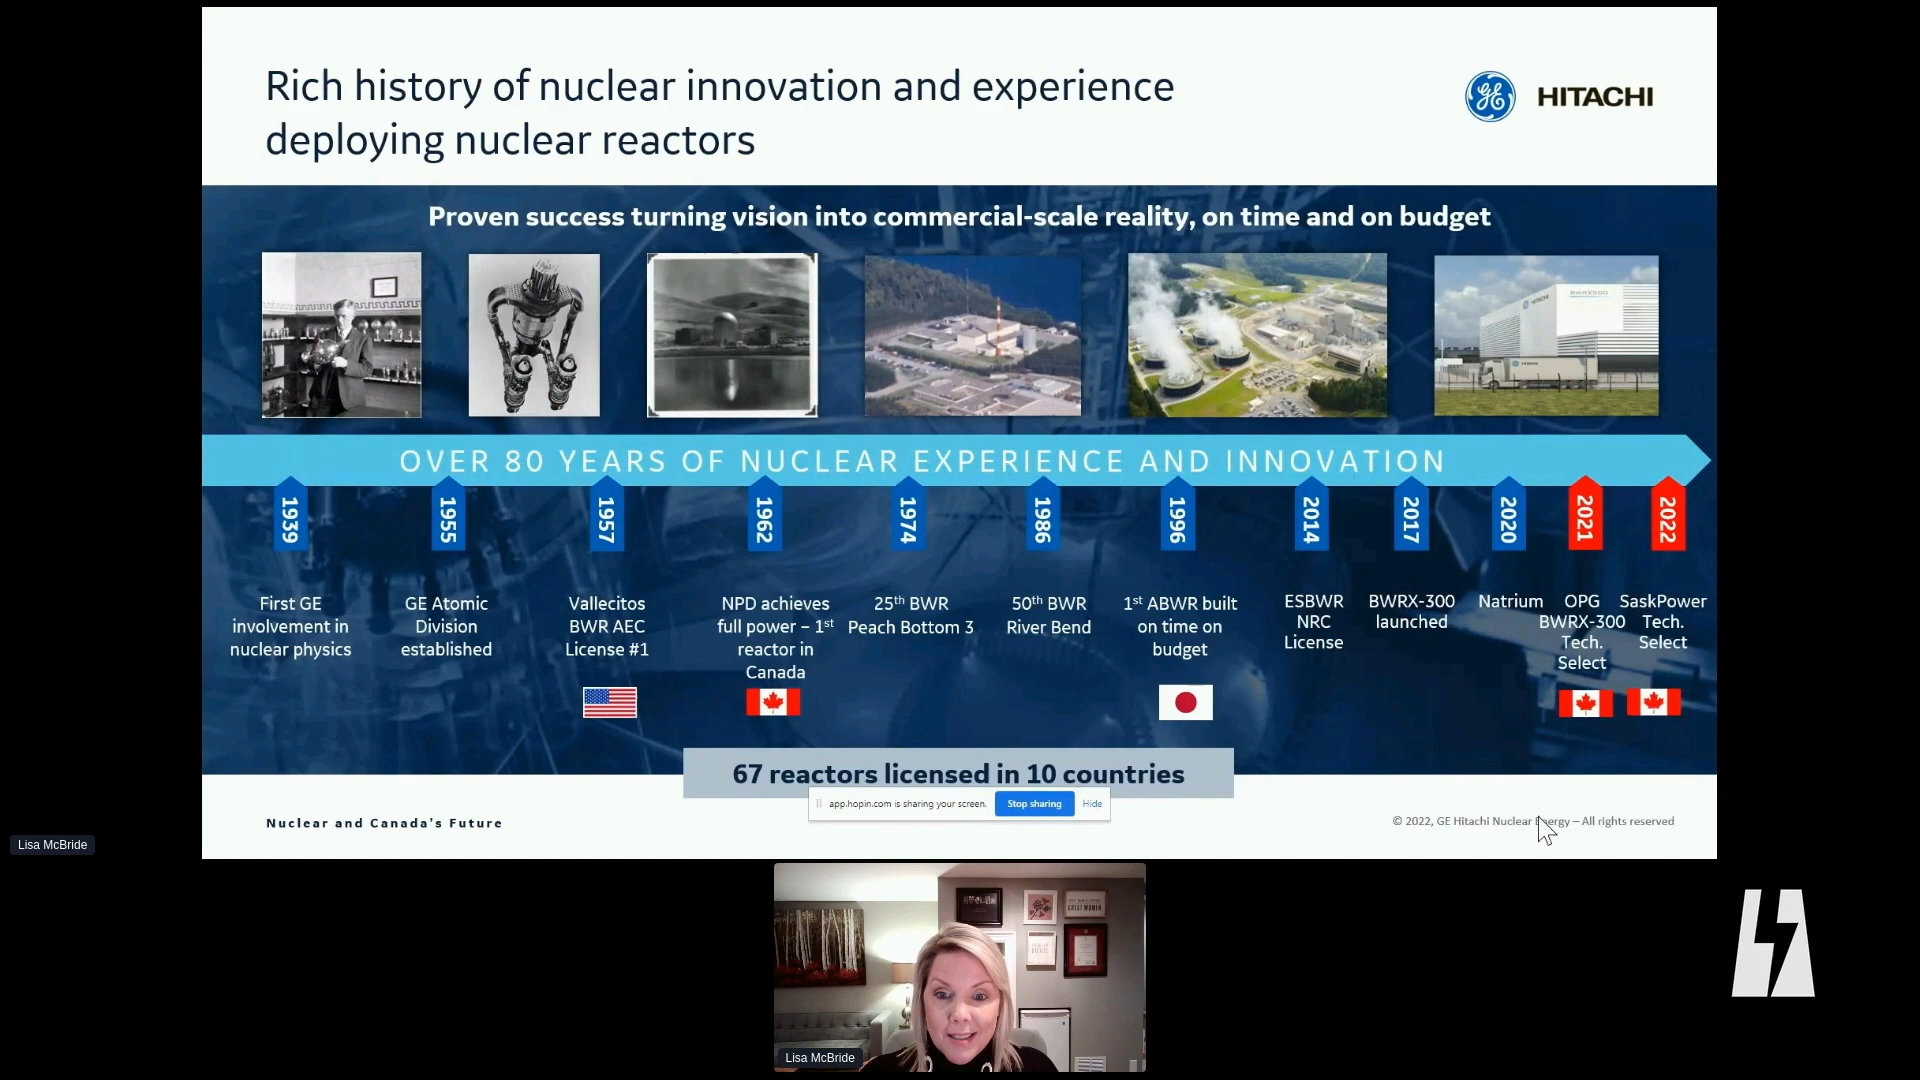 Rich history of nuclear innovation and experience
deploying nuclear reactors
HITACHI
Proven success turning vision into commercial-scale reality, on time and on budget
BWRX300
OVER 80 YEARS OF NUCLEAR EXPERIENCE AND INNOVATION
1939
1955
1957
1962
1974
1986
1996
2014
2017
2020
2021
2022
First GE
involvement in
nuclear physics
GE Atomic
Division
established
Vallecitos
BWR AEC
License #1
NPD achieves
full power – 1st
reactor in
Canada
25th BWR
Peach Bottom 3
50th BWR
River Bend
1st ABWR built
on time on
budget
ESBWR
NRC
License
BWRX-300
launched
Natrium
OPG
BWRX-300
Tech.
Select
SaskPower
Tech.
Select
67 reactors licensed in 10 countries
app.hopin.com is sharing your screen.
Stop sharing
Hide
Nuclear and Canada's Future
© 2022, GE Hitachi Nuclear Energy – All rights reserved
Lisa McBride
Lisa McBride